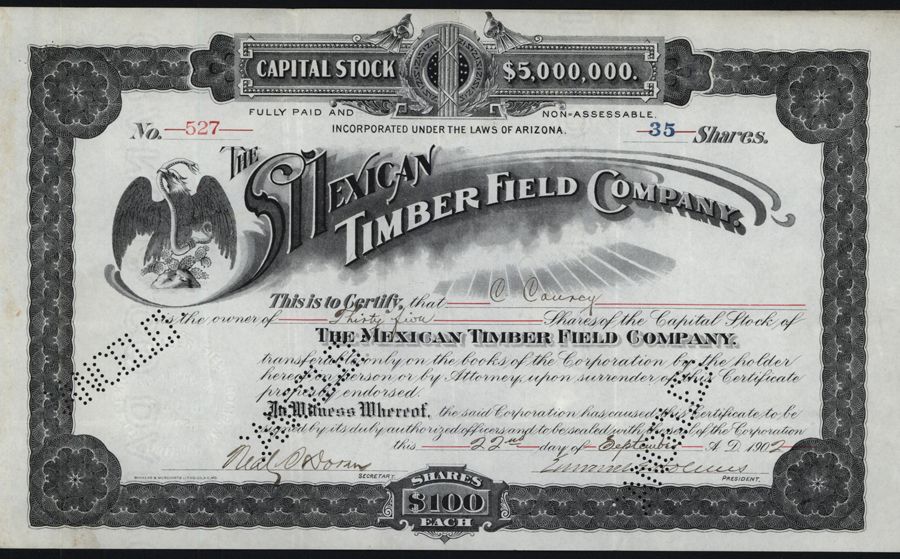 CAPITAL STOCK $5,000,000.
FULLY PAID AND NON-ASSESSABLE.
INCORPORATED UNDER THE LAWS OF ARIZONA.
No. 527 35 Shares.
THE MEXICAN
TIMBER FIELD COMPANY.
This is to Certify, that C Courcy
is the owner of Thirty five Shares of the Capital Stock of
THE MEXICAN TIMBER FIELD COMPANY.
transferable only on the books of the Corporation by the holder
hereof in person or by Attorney, upon surrender of this Certificate
properly endorsed.
In Witness Whereof, the said Corporation has caused this Certificate to be
signed by its duly authorized officers and to be sealed with the seal of the Corporation
this 22nd day of September A.D. 1902
SECRETARY. PRESIDENT.
SHARES
$100
EACH